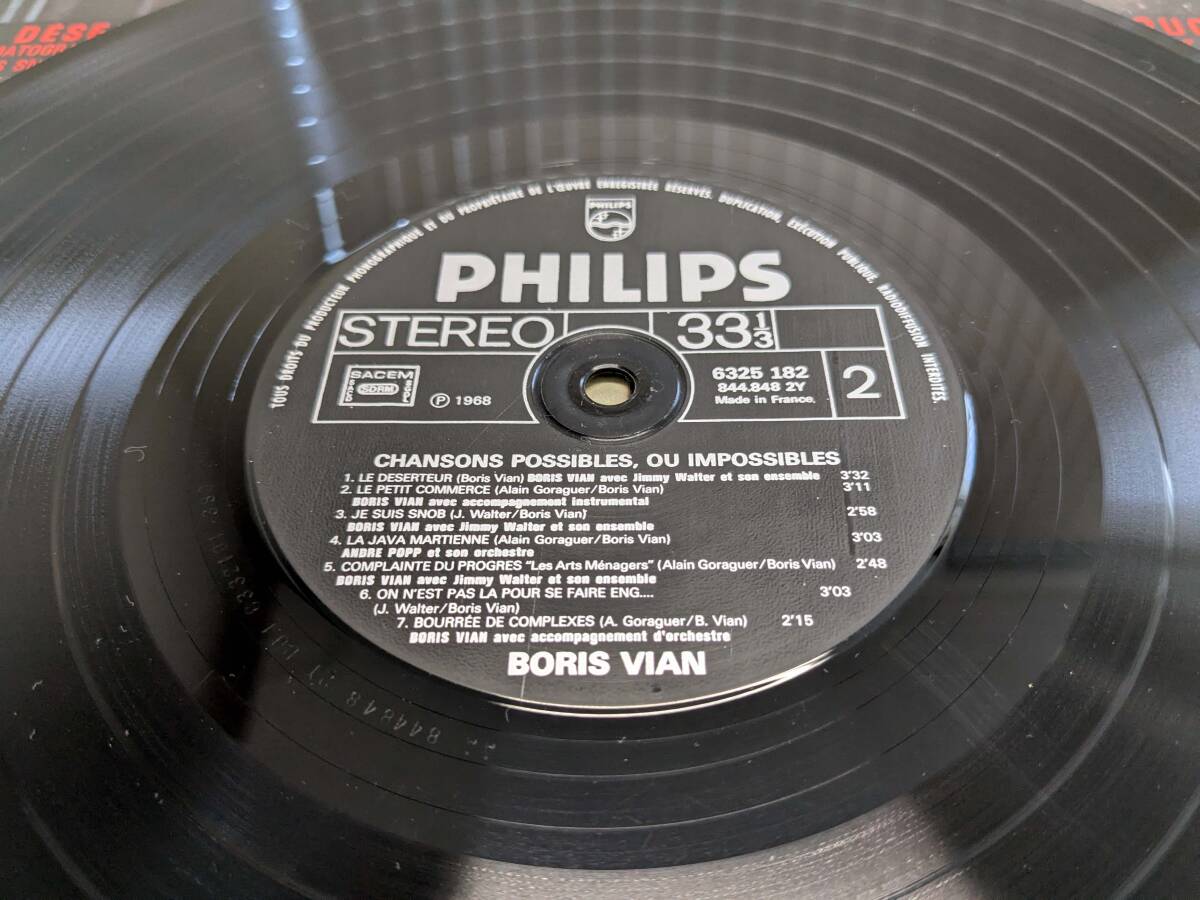 DESE
TOUS DROITS DU PRODUCTEUR PHONOGRAPHIQUE ET DU PROPRIÉTAIRE DE L'ŒUVRE ENREGISTRÉE RÉSERVÉS. DUPLICATION, EXÉCUTION PUBLIQUE, RADIODIFFUSION INTERDITES.
PHILIPS
PHILIPS
STEREO 33 1/3
SACEM
SDRM
SACD
SGDL
Ⓟ 1968
6325 182
844.848 2Y
Made in France.
2
CHANSONS POSSIBLES, OU IMPOSSIBLES
1. LE DESERTEUR (Boris Vian) BORIS VIAN avec Jimmy Walter et son ensemble 3'32
2. LE PETIT COMMERCE (Alain Goraguer/Boris Vian) 3'11
BORIS VIAN avec accompagnement instrumental
3. JE SUIS SNOB (J. Walter/Boris Vian) 2'58
BORIS VIAN avec Jimmy Walter et son ensemble
4. LA JAVA MARTIENNE (Alain Goraguer/Boris Vian) 3'03
ANDRE POPP et son orchestre
5. COMPLAINTE DU PROGRES "Les Arts Ménagers" (Alain Goraguer/Boris Vian) 2'48
BORIS VIAN avec Jimmy Walter et son ensemble
6. ON N'EST PAS LA POUR SE FAIRE ENG.... 3'03
(J. Walter/Boris Vian)
7. BOURRÉE DE COMPLEXES (A. Goraguer/B. Vian) 2'15
BORIS VIAN avec accompagnement d'orchestre
BORIS VIAN